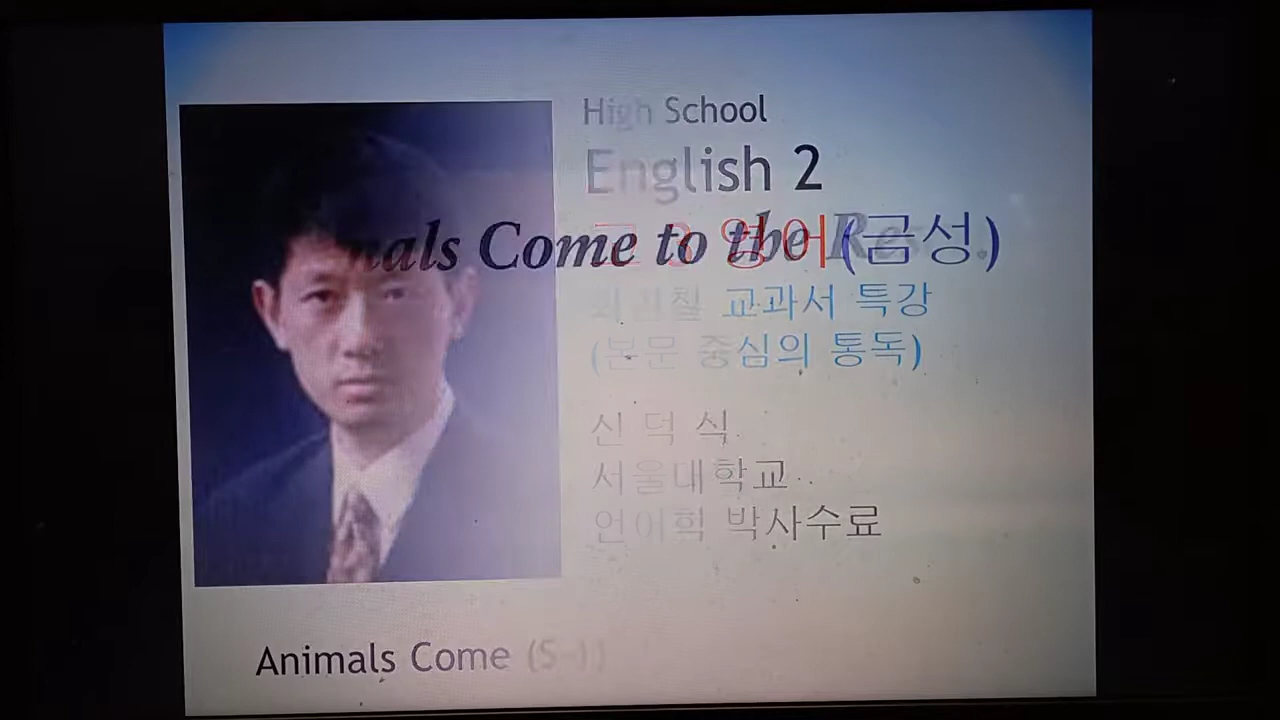 High School
English 2
고 3 영어(금성)
Come to the
교과서 특강
(본문 중심의 통독)
신 덕 식
서울대학교
언어학 박사수료
Animals Come